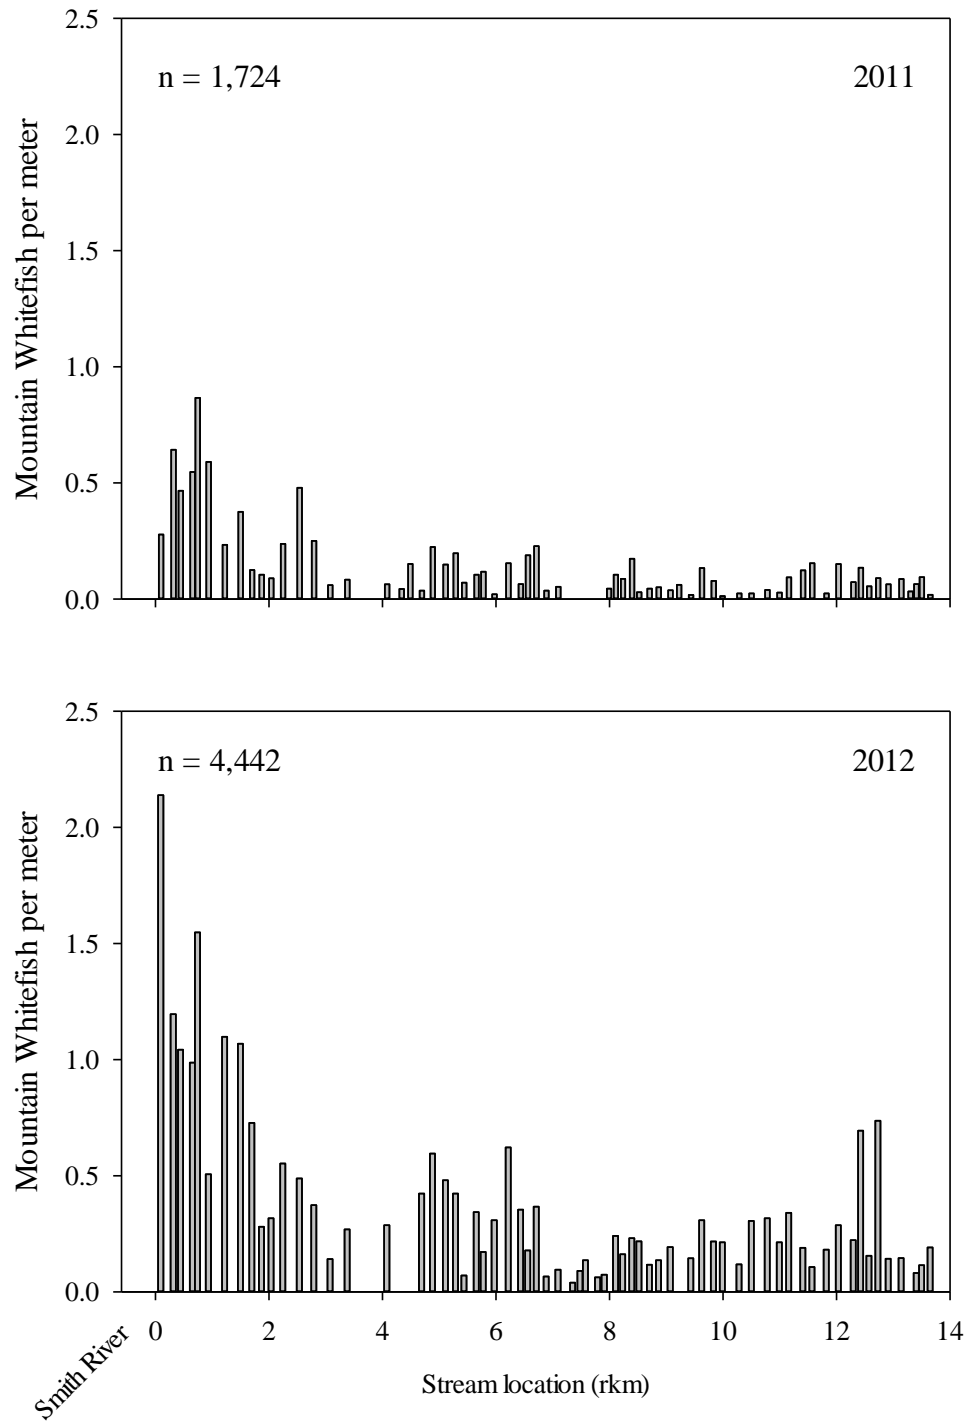 2.5
n = 1,724
2011
2.0
1.5
1.0
0.5
0.0
Mountain Whitefish per meter
2.5
n = 4,442
2012
2.0
1.5
1.0
0.5
0.0
Mountain Whitefish per meter
0 2 4 6 8 10 12 14
Smith River
Stream location (rkm)